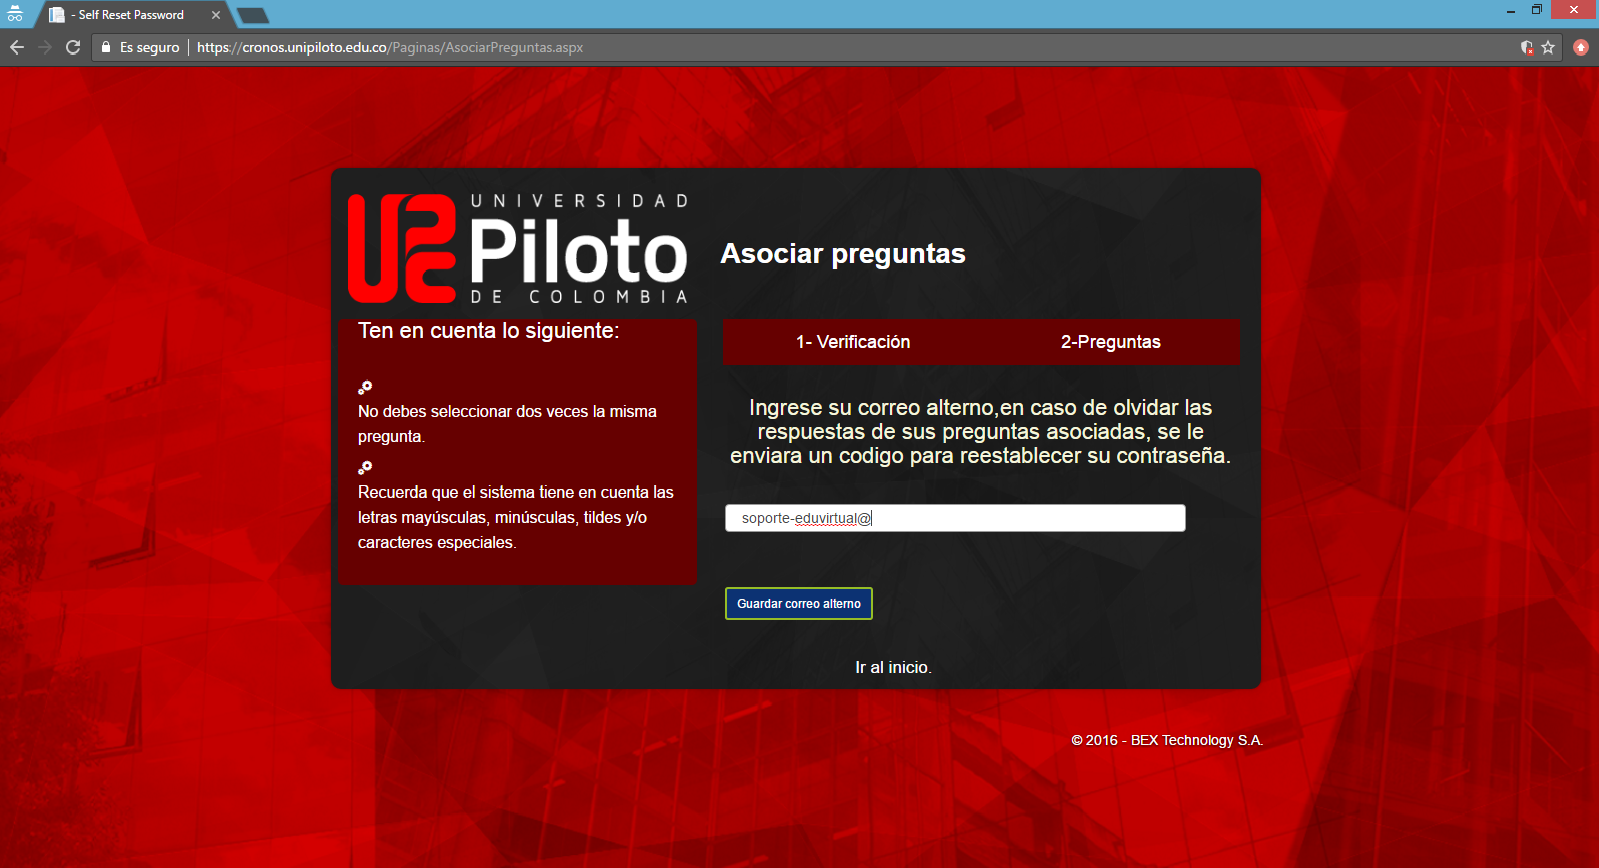 - Self Reset Password
Es seguro
https://cronos.unipiloto.edu.co/Paginas/AsociarPreguntas.aspx
UNIVERSIDAD
Piloto
DE COLOMBIA
Asociar preguntas
Ten en cuenta lo siguiente:
No debes seleccionar dos veces la misma
pregunta.
Recuerda que el sistema tiene en cuenta las
letras mayúsculas, minúsculas, tildes y/o
caracteres especiales.
1- Verificación
2-Preguntas
Ingrese su correo alterno,en caso de olvidar las
respuestas de sus preguntas asociadas, se le
enviara un codigo para reestablecer su contraseña.
soporte-eduvirtual@
Guardar correo alterno
Ir al inicio.
© 2016 - BEX Technology S.A.